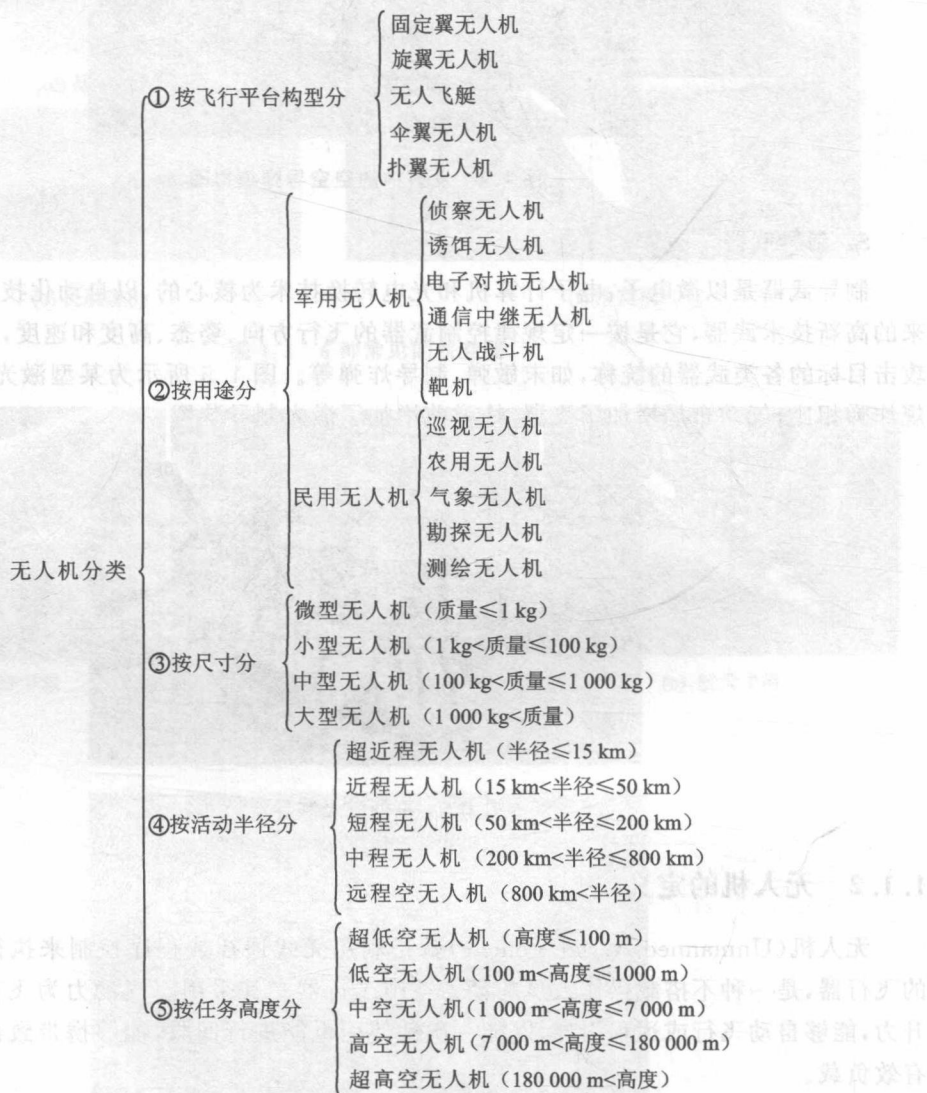 固定翼无人机
旋翼无人机
①按飞行平台构型分
无人飞艇
伞翼无人机
扑翼无人机
侦察无人机
诱饵无人机
军用无人机
电子对抗无人机
通信中继无人机
无人战斗机
②按用途分
靶机
巡视无人机
农用无人机
民用无人机
气象无人机
勘探无人机
无人机分类
测绘无人机
微型无人机（质量≤1 kg）
小型无人机（1 kg<质量≤100 kg）
③按尺寸分
中型无人机（100 kg<质量≤1 000 kg）
大型无人机（1 000 kg<质量）
超近程无人机（半径≤15 km）
近程无人机（15 km<半径≤50 km）
④按活动半径分
短程无人机（50 km<半径≤200 km）
中程无人机（200 km<半径≤800 km）
远程空无人机（800 km<半径）
超低空无人机（高度≤100 m）
低空无人机（100 m<高度≤1000 m）
⑤按任务高度分
中空无人机(1 000 m<高度≤7 000 m）
高空无人机(7 000 m<高度≤180 000 m）
超高空无人机（180 000 m<高度）